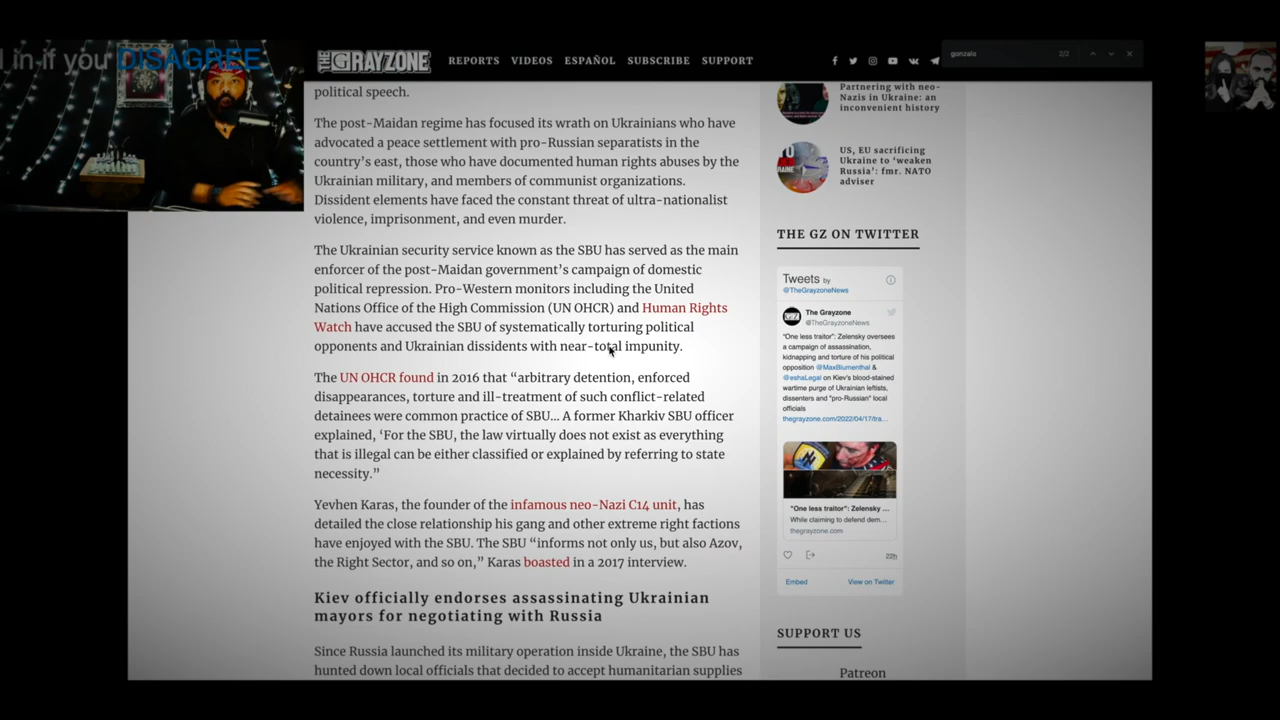 in if you DISAGREE
THE GRAYZONE
REPORTS VIDEOS ESPAÑOL SUBSCRIBE SUPPORT
gonzalo 2/2
political speech.
The post-Maidan regime has focused its wrath on Ukrainians who have
advocated a peace settlement with pro-Russian separatists in the
country's east, those who have documented human rights abuses by the
Ukrainian military, and members of communist organizations.
Dissident elements have faced the constant threat of ultra-nationalist
violence, imprisonment, and even murder.
The Ukrainian security service known as the SBU has served as the main
enforcer of the post-Maidan government's campaign of domestic
political repression. Pro-Western monitors including the United
Nations Office of the High Commission (UN OHCR) and Human Rights
Watch have accused the SBU of systematically torturing political
opponents and Ukrainian dissidents with near-total impunity.
The UN OHCR found in 2016 that “arbitrary detention, enforced
disappearances, torture and ill-treatment of such conflict-related
detainees were common practice of SBU… A former Kharkiv SBU officer
explained, ‘For the SBU, the law virtually does not exist as everything
that is illegal can be either classified or explained by referring to state
necessity.”
Yevhen Karas, the founder of the infamous neo-Nazi C14 unit, has
detailed the close relationship his gang and other extreme right factions
have enjoyed with the SBU. The SBU “informs not only us, but also Azov,
the Right Sector, and so on,” Karas boasted in a 2017 interview.
Kiev officially endorses assassinating Ukrainian
mayors for negotiating with Russia
Since Russia launched its military operation inside Ukraine, the SBU has
hunted down local officials that decided to accept humanitarian supplies
Partnering with neo-
Nazis in Ukraine: an
inconvenient history
US, EU sacrificing
Ukraine to ‘weaken
Russia’: fmr. NATO
adviser
THE GZ ON TWITTER
Tweets by
@TheGrayzoneNews
The Grayzone
@TheGrayzoneNews
"One less traitor": Zelensky oversees
a campaign of assassination,
kidnapping and torture of his political
opposition @MaxBlumenthal &
@eshaLegal on Kiev's blood-stained
wartime purge of Ukrainian leftists,
dissenters and "pro-Russian" local
officials
thegrayzone.com/2022/04/17/tra…
"One less traitor": Zelensky ...
While claiming to defend dem…
thegrayzone.com
22h
Embed View on Twitter
SUPPORT US
Patreon